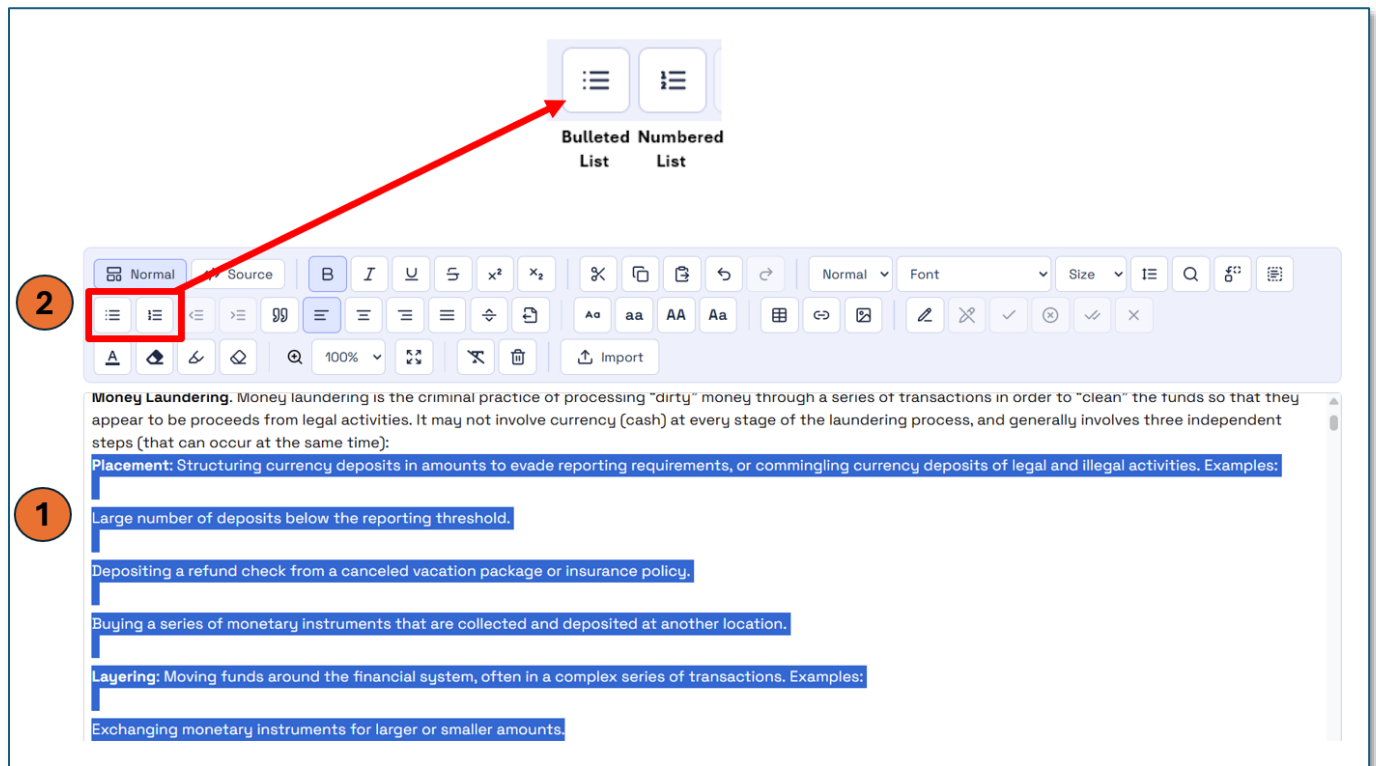 Bulleted Numbered
List List
2
Normal Source B I U S x² x₂ Normal Font Size
Aa aa AA Aa
A 100% Import
Money Laundering. Money laundering is the criminal practice of processing “dirty” money through a series of transactions in order to “clean” the funds so that they
appear to be proceeds from legal activities. It may not involve currency (cash) at every stage of the laundering process, and generally involves three independent
steps (that can occur at the same time):
Placement: Structuring currency deposits in amounts to evade reporting requirements, or commingling currency deposits of legal and illegal activities. Examples:
1
Large number of deposits below the reporting threshold.
Depositing a refund check from a canceled vacation package or insurance policy.
Buying a series of monetary instruments that are collected and deposited at another location.
Layering: Moving funds around the financial system, often in a complex series of transactions. Examples:
Exchanging monetary instruments for larger or smaller amounts.